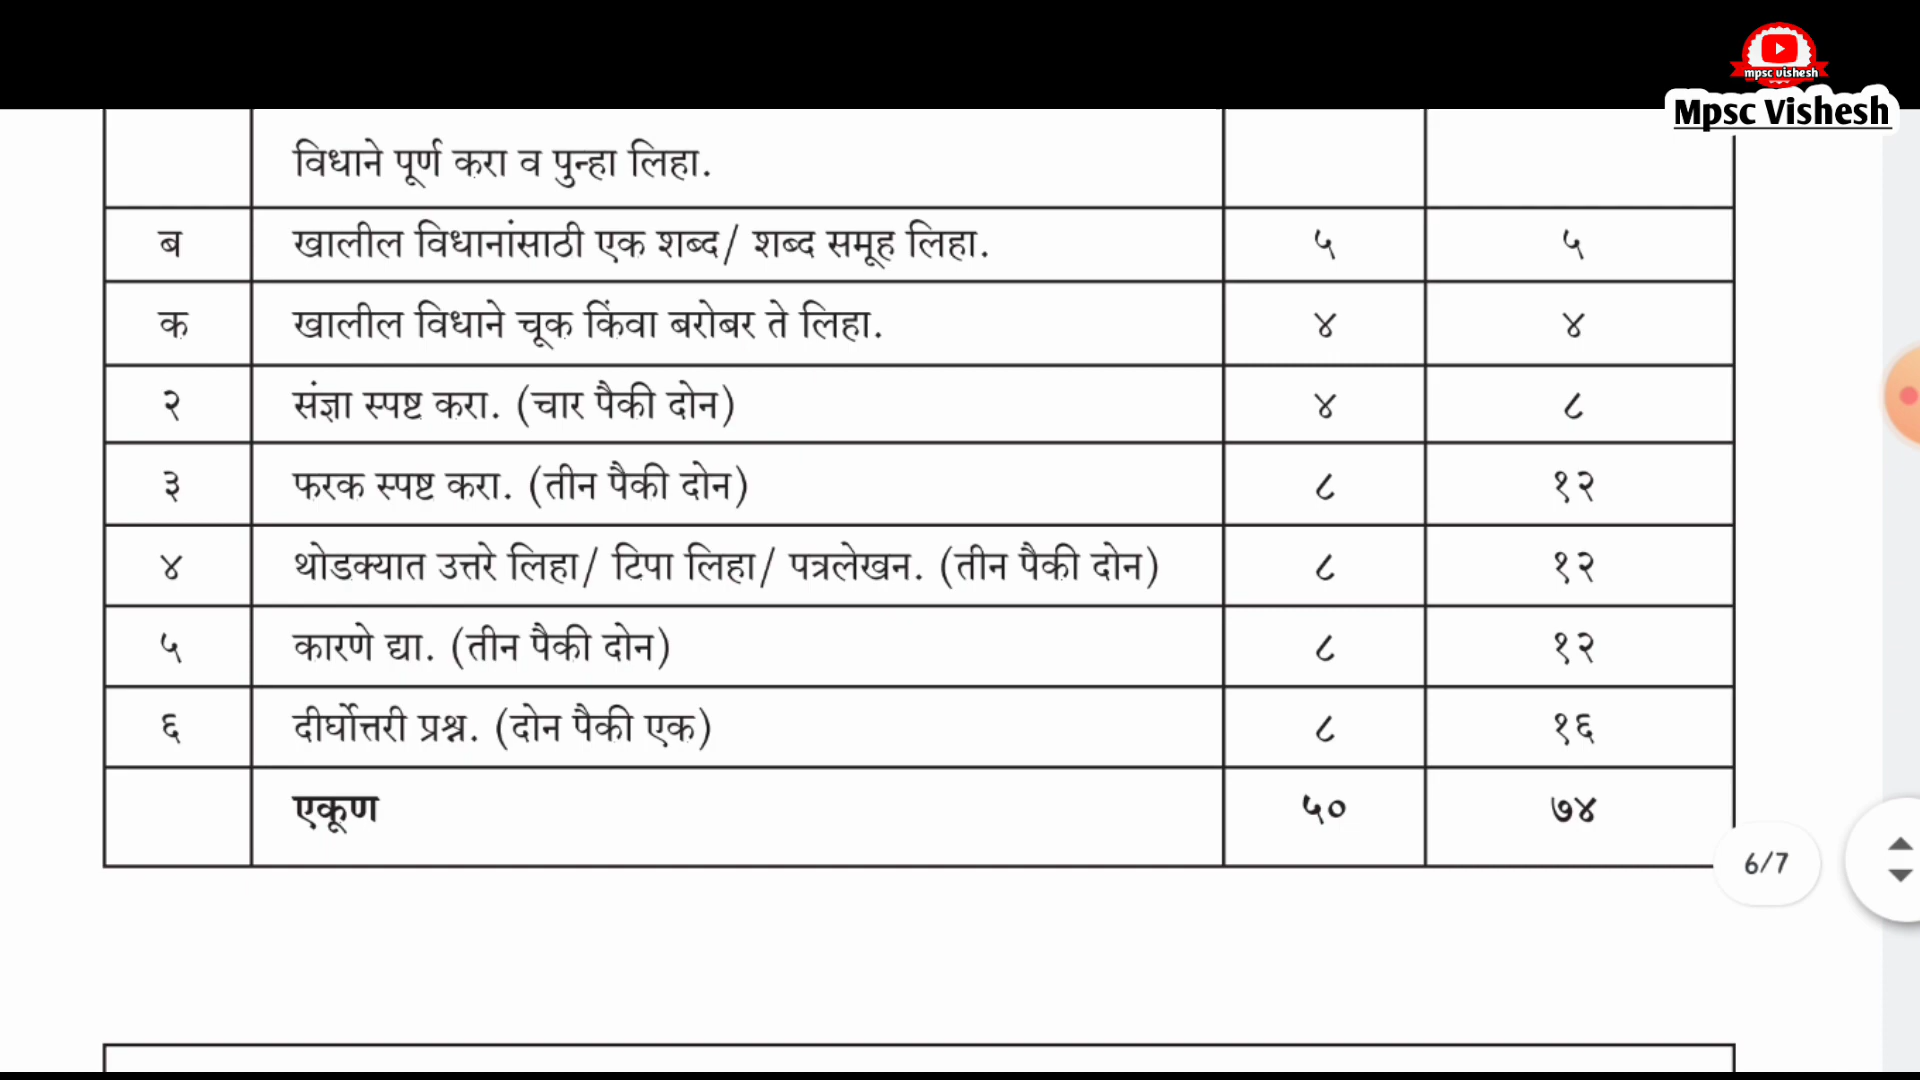 mpsc vishesh
Mpsc Vishesh
विधाने पूर्ण करा व पुन्हा लिहा.
ब खालील विधानांसाठी एक शब्द/ शब्द समूह लिहा. ५ ५
क खालील विधाने चूक किंवा बरोबर ते लिहा. ४ ४
२ संज्ञा स्पष्ट करा. (चार पैकी दोन) ४ ८
३ फरक स्पष्ट करा. (तीन पैकी दोन) ८ १२
४ थोडक्यात उत्तरे लिहा/ टिपा लिहा/ पत्रलेखन. (तीन पैकी दोन) ८ १२
५ कारणे द्या. (तीन पैकी दोन) ८ १२
६ दीर्घोत्तरी प्रश्न. (दोन पैकी एक) ८ १६
एकूण ५० ७४
6/7